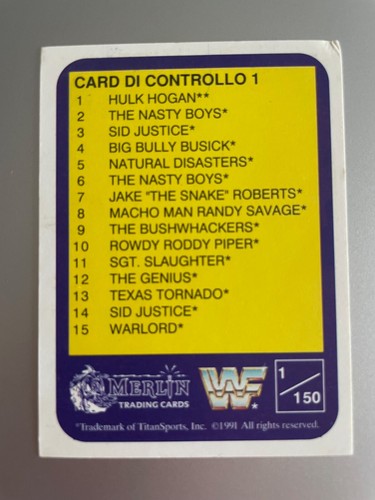 CARD DI CONTROLLO 1
1 HULK HOGAN**
2 THE NASTY BOYS*
3 SID JUSTICE*
4 BIG BULLY BUSICK*
5 NATURAL DISASTERS*
6 THE NASTY BOYS*
7 JAKE "THE SNAKE" ROBERTS*
8 MACHO MAN RANDY SAVAGE*
9 THE BUSHWHACKERS*
10 ROWDY RODDY PIPER*
11 SGT. SLAUGHTER*
12 THE GENIUS*
13 TEXAS TORNADO*
14 SID JUSTICE*
15 WARLORD*
MERLIN
TRADING CARDS
WF*
1/150
*Trademark of TitanSports, Inc. ©1991 All rights reserved.